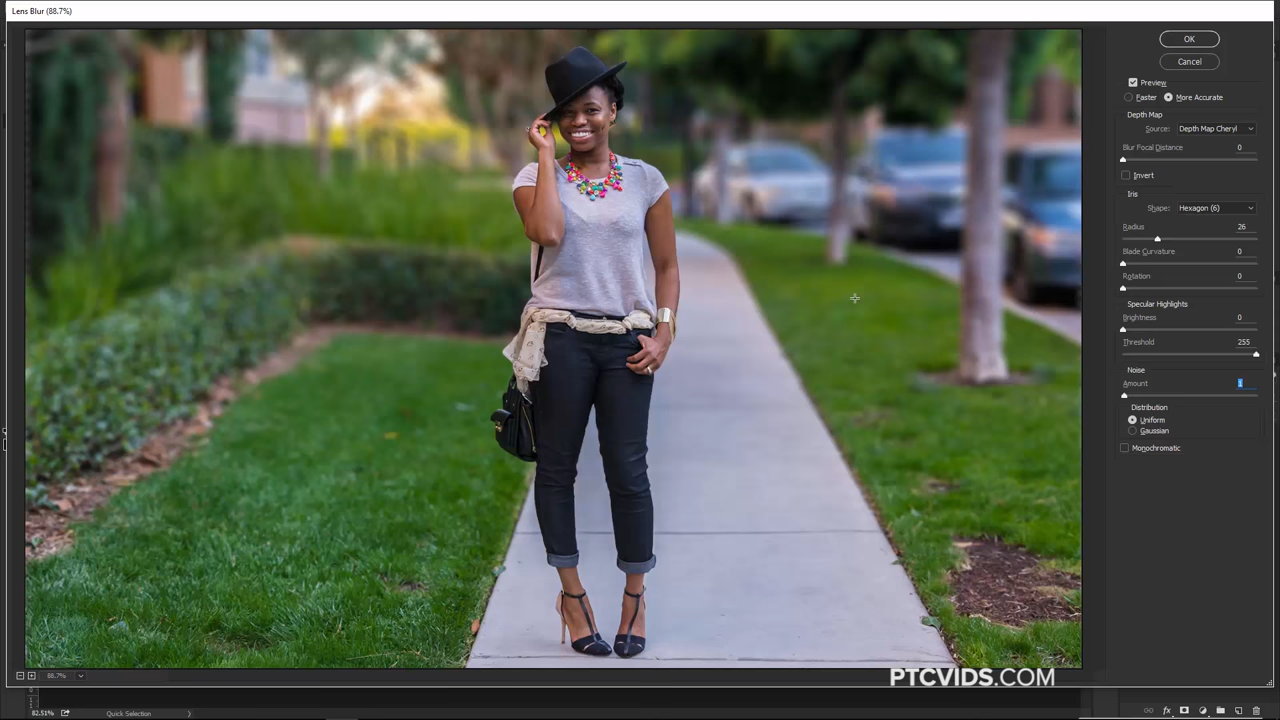 Lens Blur (88.7%)
OK
Cancel
Preview
Faster
More Accurate
Depth Map
Source: Depth Map Cheryl
Blur Focal Distance 0
Invert
Iris
Shape: Hexagon (6)
Radius 26
Blade Curvature 0
Rotation 0
Specular Highlights
Brightness 0
Threshold 255
Noise
Amount 1
Distribution
Uniform
Gaussian
Monochromatic
88.7%
PTCVIDS.COM
82.51%
Quick Selection
fx